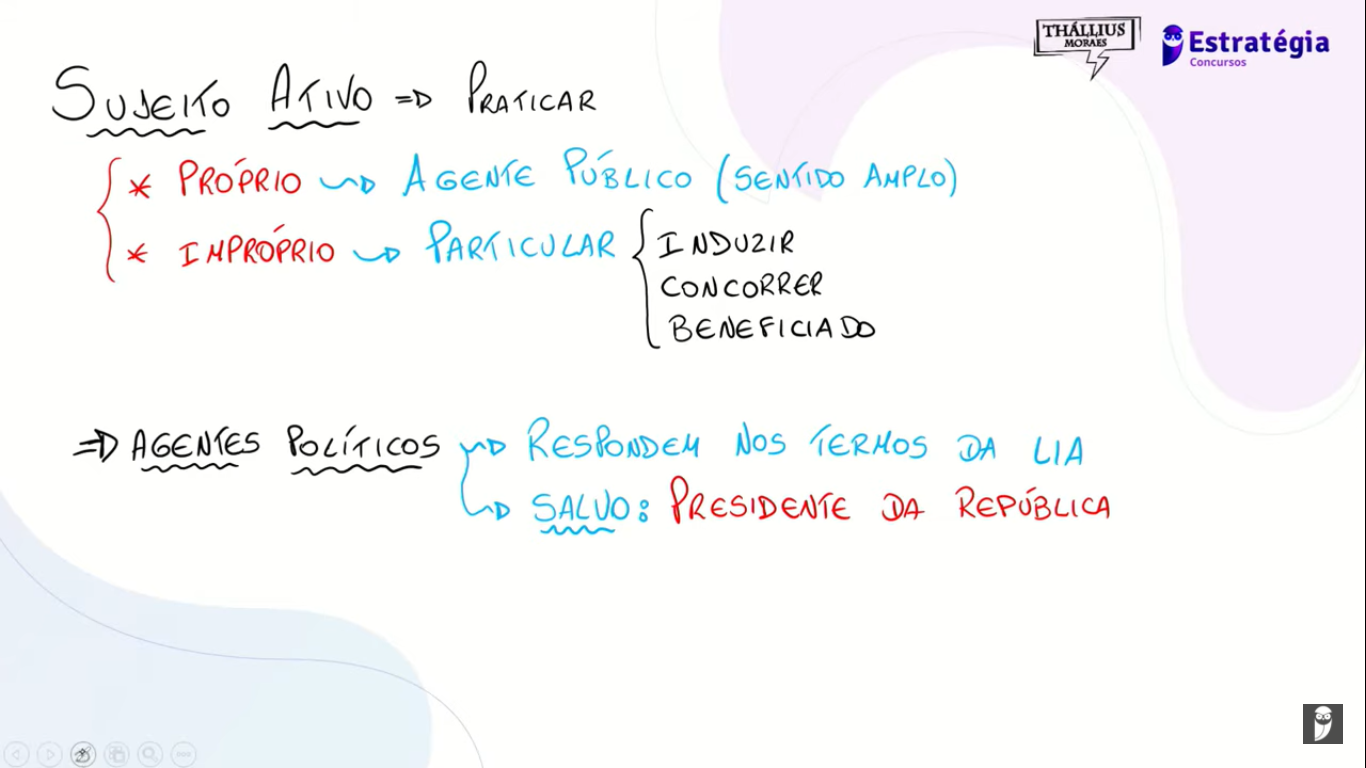 THÁLLIUS
MORAES
Estratégia
Concursos
SUJEITO ATIVO => PRATICAR
* PRÓPRIO → AGENTE PÚBLICO (SENTIDO AMPLO)
* IMPRÓPRIO → PARTICULAR { INDUZIR
CONCORRER
BENEFICIADO
=> AGENTES POLÍTICOS → RESPONDEM NOS TERMOS DA LIA
→ SALVO: PRESIDENTE DA REPÚBLICA